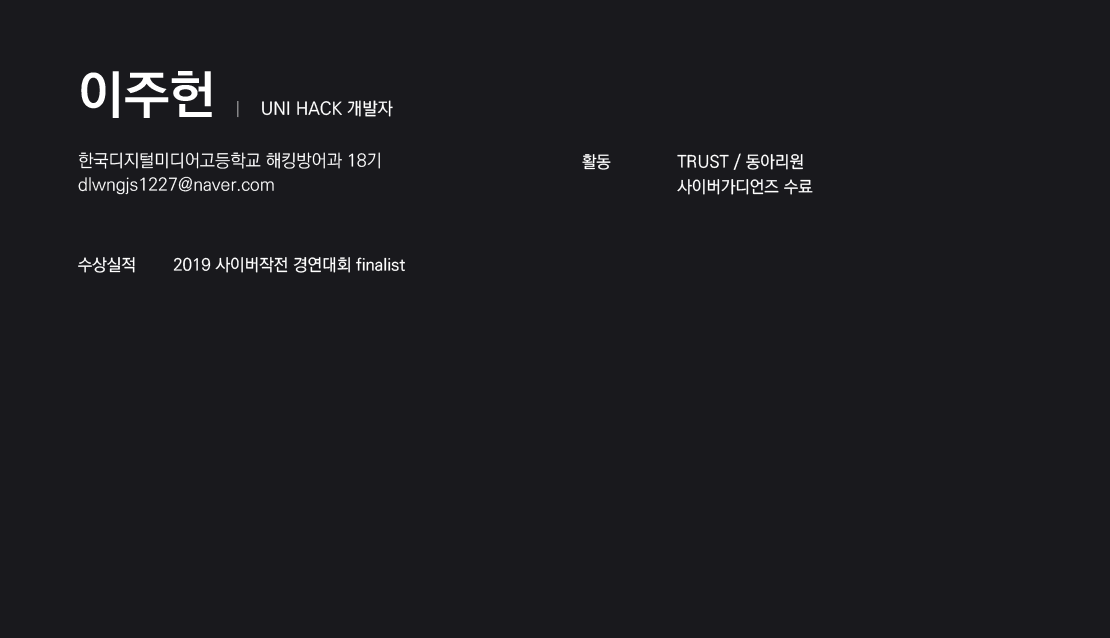 이주헌 | UNI HACK 개발자
한국디지털미디어고등학교 해킹방어과 18기
dlwngjs1227@naver.com
활동 TRUST / 동아리원
사이버가디언즈 수료
수상실적 2019 사이버작전 경연대회 finalist